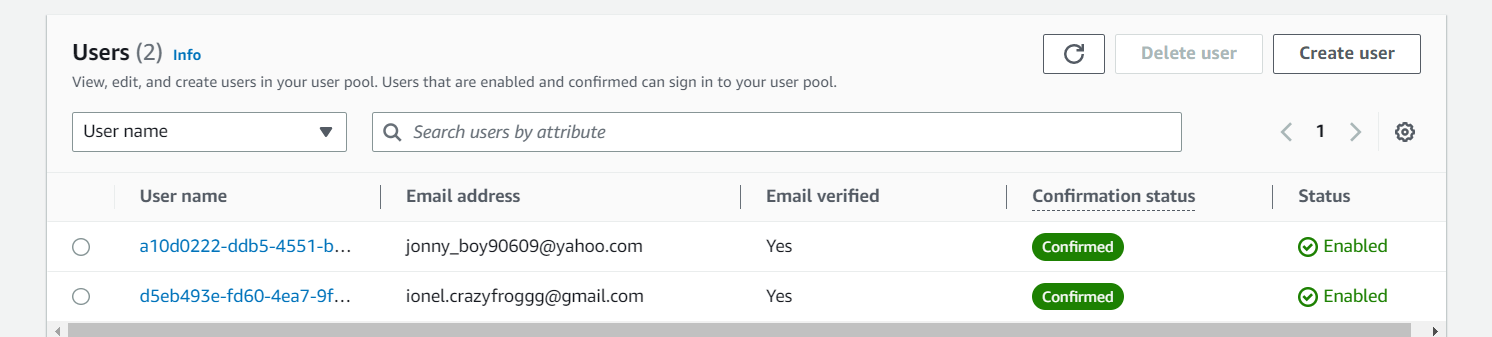 Users (2) Info
Delete user
Create user
View, edit, and create users in your user pool. Users that are enabled and confirmed can sign in to your user pool.
User name
Search users by attribute
1
User name Email address Email verified Confirmation status Status
a10d0222-ddb5-4551-b... jonny_boy90609@yahoo.com Yes Confirmed Enabled
d5eb493e-fd60-4ea7-9f... ionel.crazyfroggg@gmail.com Yes Confirmed Enabled